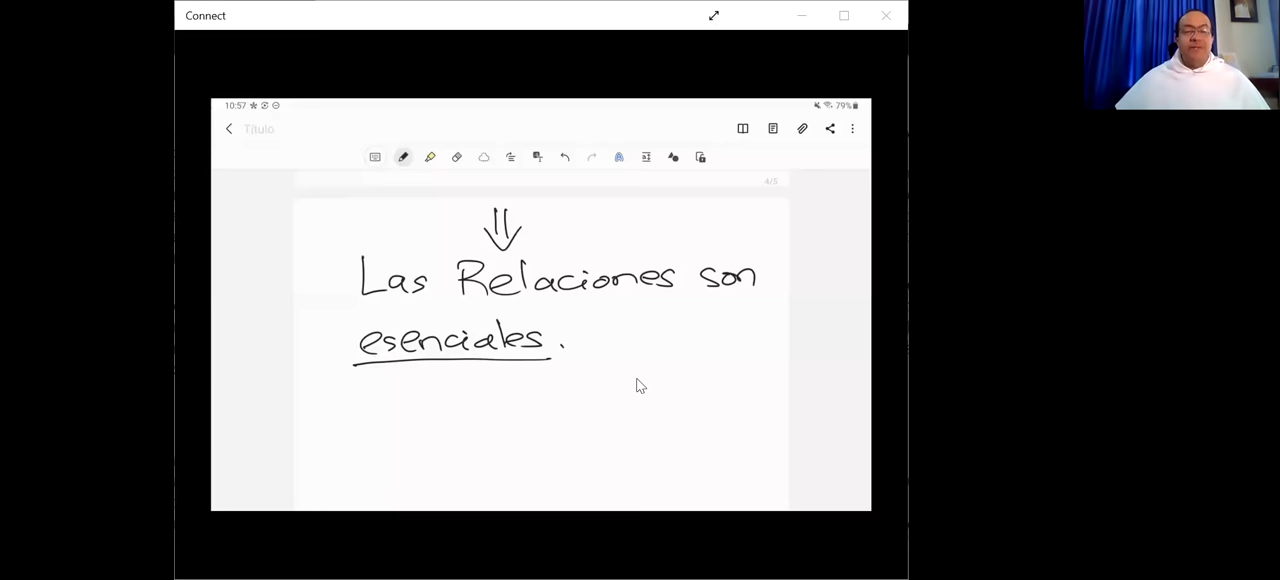 Connect
10:57
79%
Título
4/5
Las Relaciones son
esenciales.